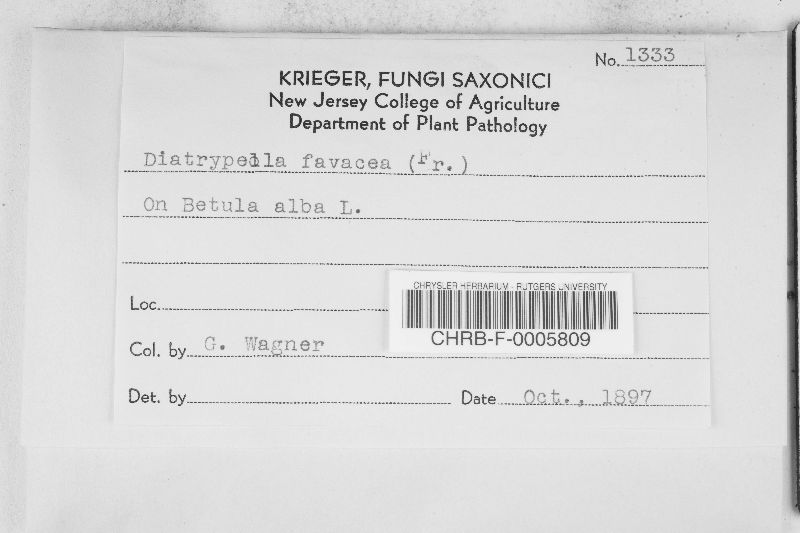 No. 1333
KRIEGER, FUNGI SAXONICI
New Jersey College of Agriculture
Department of Plant Pathology
Diatrypella favacea (Fr.)
On Betula alba L.
Loc.
CHRYSLER HERBARIUM - RUTGERS UNIVERSITY
CHRB-F-0005809
Col. by G. Wagner
Det. by Date Oct., 1897